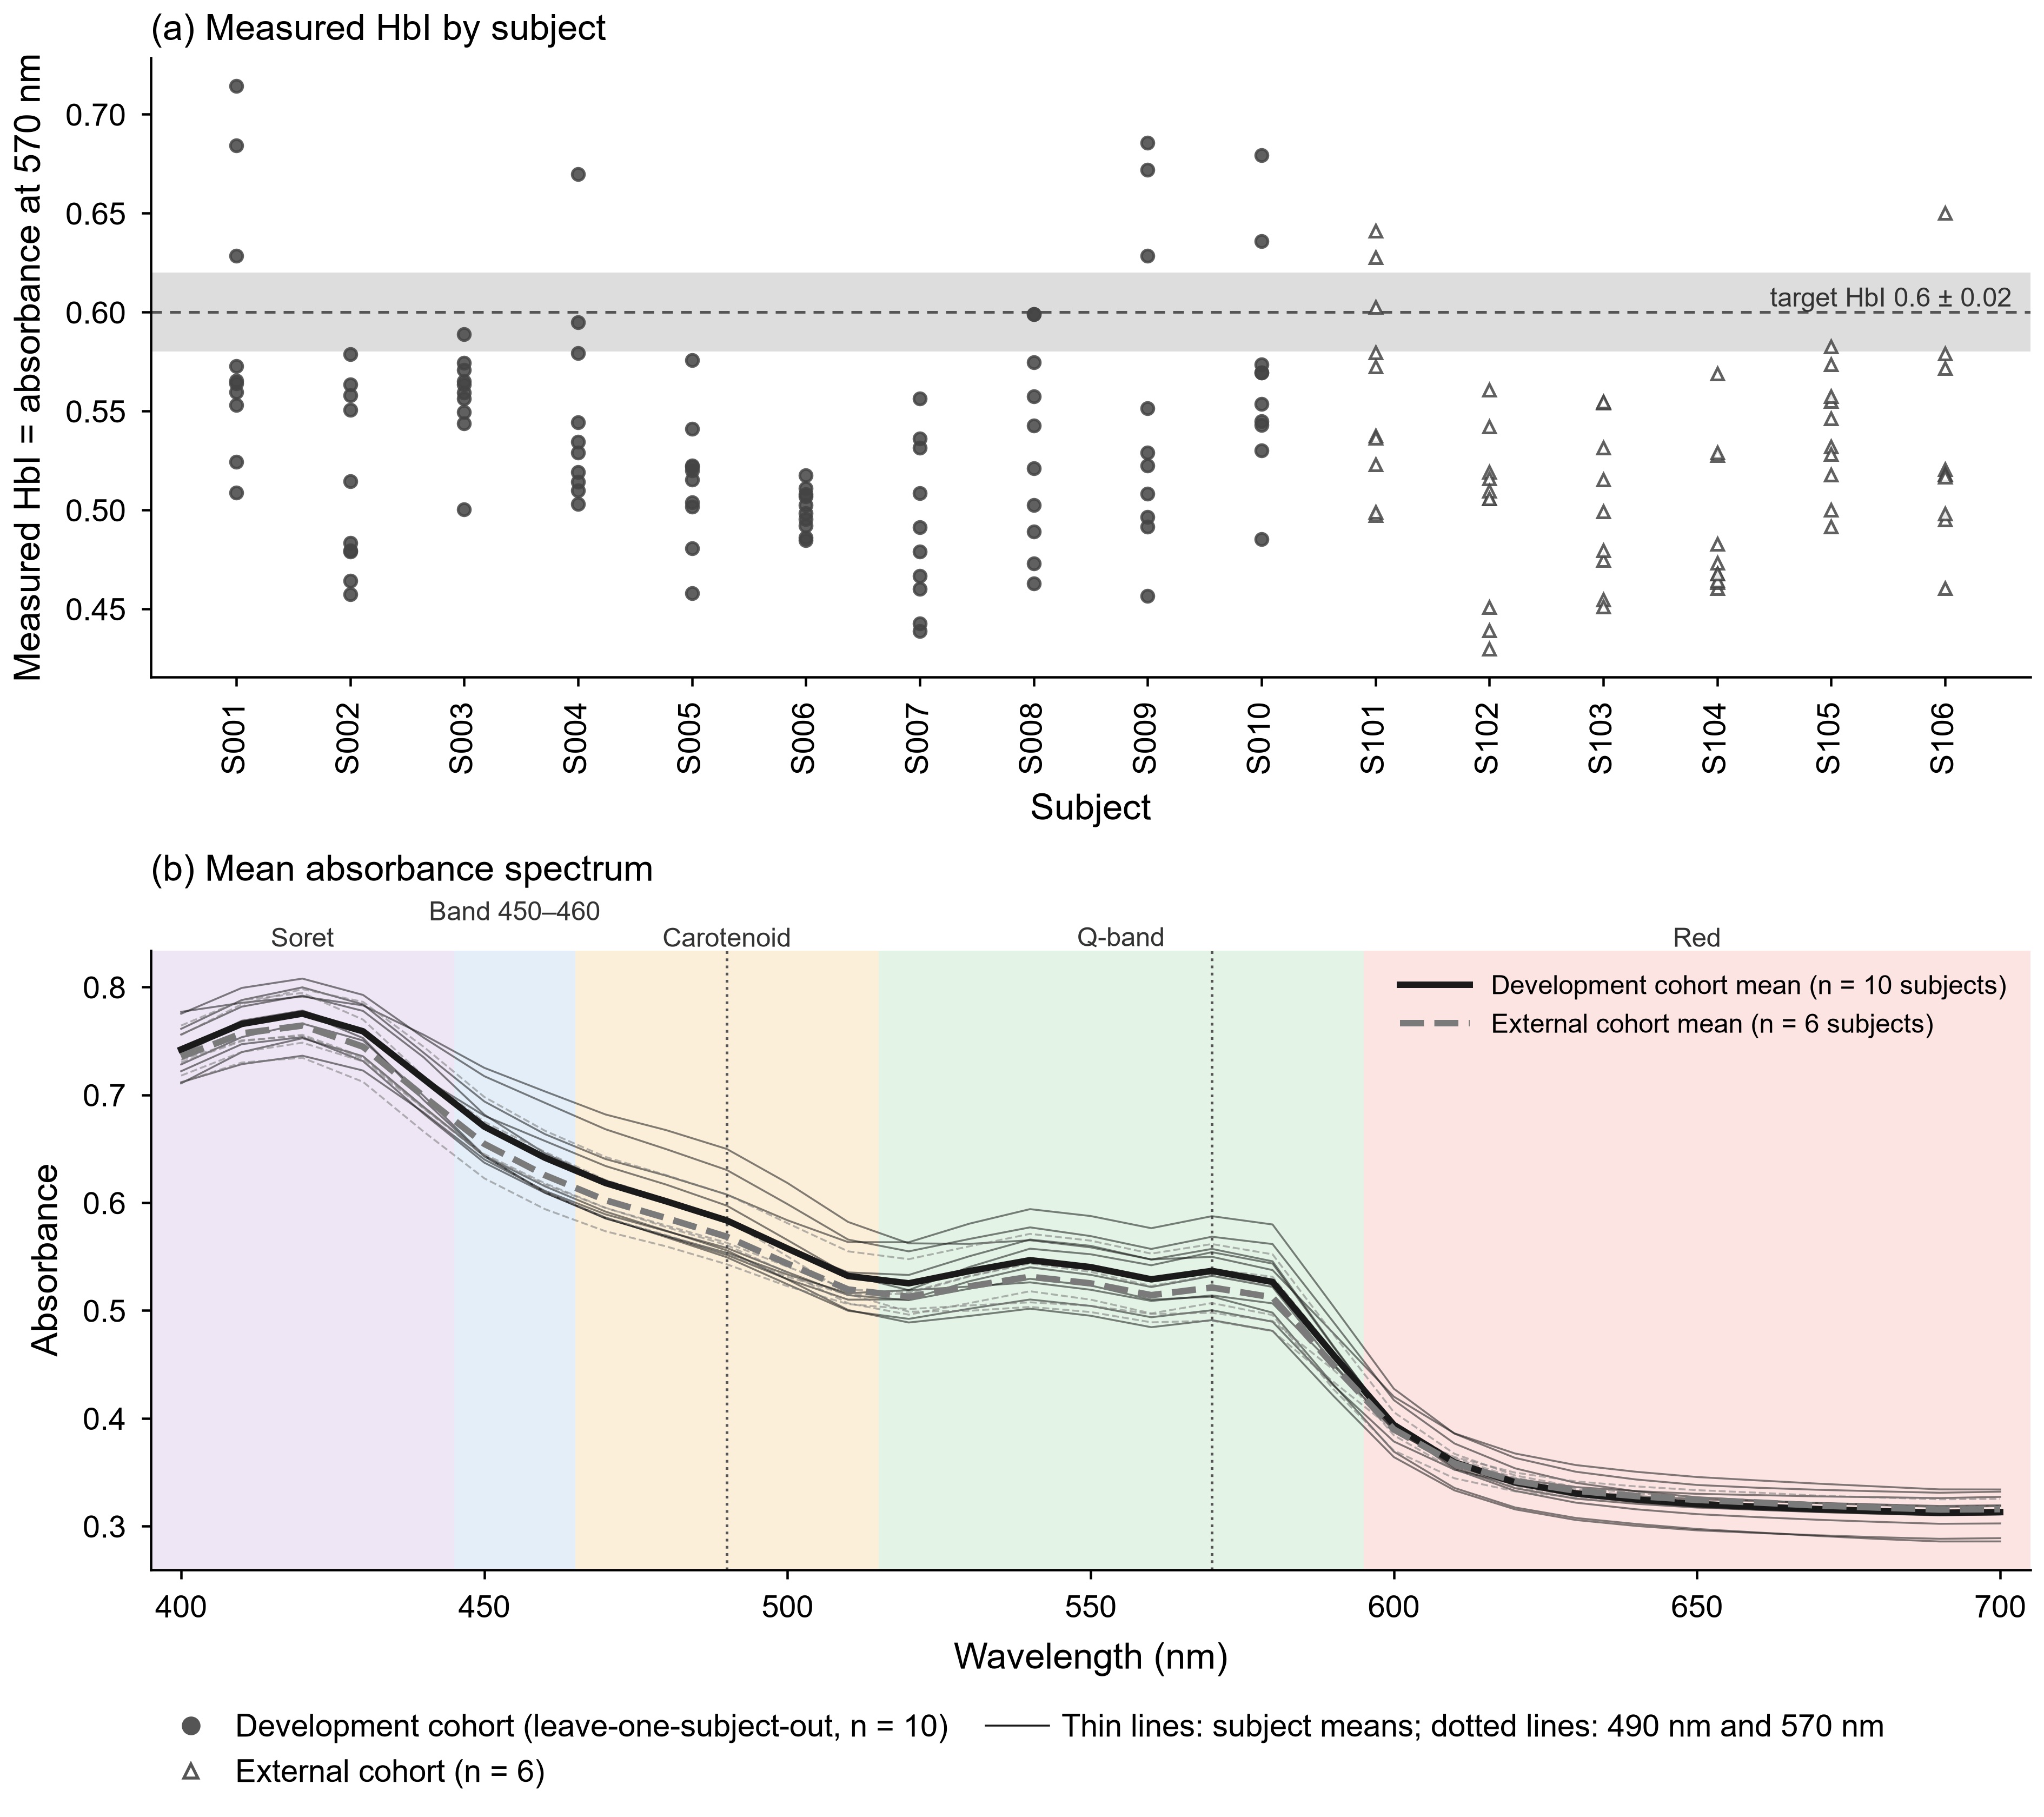 (a) Measured HbI by subject
Measured HbI = absorbance at 570 nm
0.70
0.65
0.60
0.55
0.50
0.45
target HbI 0.6 ± 0.02
S001
S002
S003
S004
S005
S006
S007
S008
S009
S010
S101
S102
S103
S104
S105
S106
Subject
(b) Mean absorbance spectrum
Band 450–460
Soret
Carotenoid
Q-band
Red
Development cohort mean (n = 10 subjects)
External cohort mean (n = 6 subjects)
Absorbance
0.8
0.7
0.6
0.5
0.4
0.3
400
450
500
550
600
650
700
Wavelength (nm)
Development cohort (leave-one-subject-out, n = 10)
Thin lines: subject means; dotted lines: 490 nm and 570 nm
External cohort (n = 6)